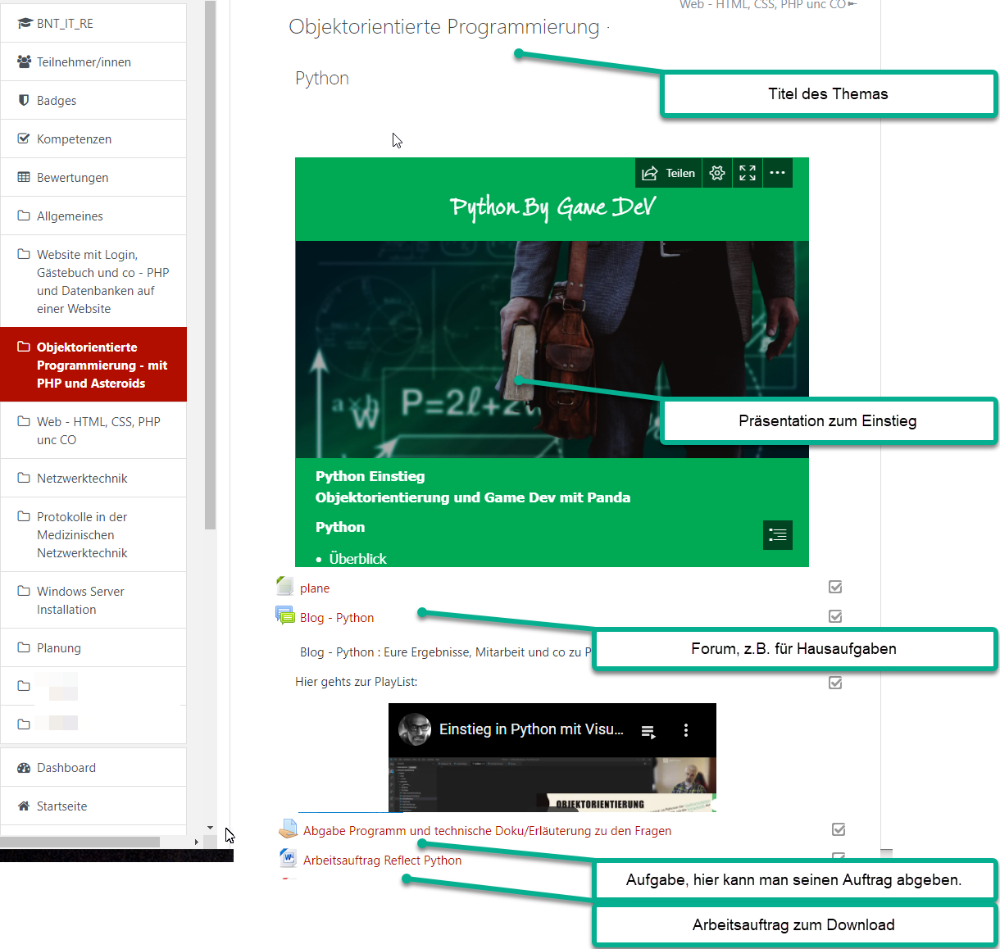 BNT_IT_RE
Teilnehmer/innen
Badges
Kompetenzen
Bewertungen
Allgemeines
Website mit Login,
Gästebuch und co - PHP
und Datenbanken auf
einer Website
Objektorientierte
Programmierung - mit
PHP und Asteroids
Web - HTML, CSS, PHP
unc CO
Netzwerktechnik
Protokolle in der
Medizinischen
Netzwerktechnik
Windows Server
Installation
Planung
Dashboard
Startseite
Web - HTML, CSS, PHP unc CO
Objektorientierte Programmierung
Titel des Themas
Python
Teilen
Python By Game DeV
axb
W
P=2ℓ+2
Präsentation zum Einstieg
Python Einstieg
Objektorientierung und Game Dev mit Panda
Python
• Überblick
plane
Blog - Python
Forum, z.B. für Hausaufgaben
Blog - Python : Eure Ergebnisse, Mitarbeit und co zu P
Hier gehts zur PlayList:
Einstieg in Python mit Visu...
OBJEKTORIENTIERUNG
Abgabe Programm und technische Doku/Erläuterung zu den Fragen
Arbeitsauftrag Reflect Python
Aufgabe, hier kann man seinen Auftrag abgeben.
Arbeitsauftrag zum Download